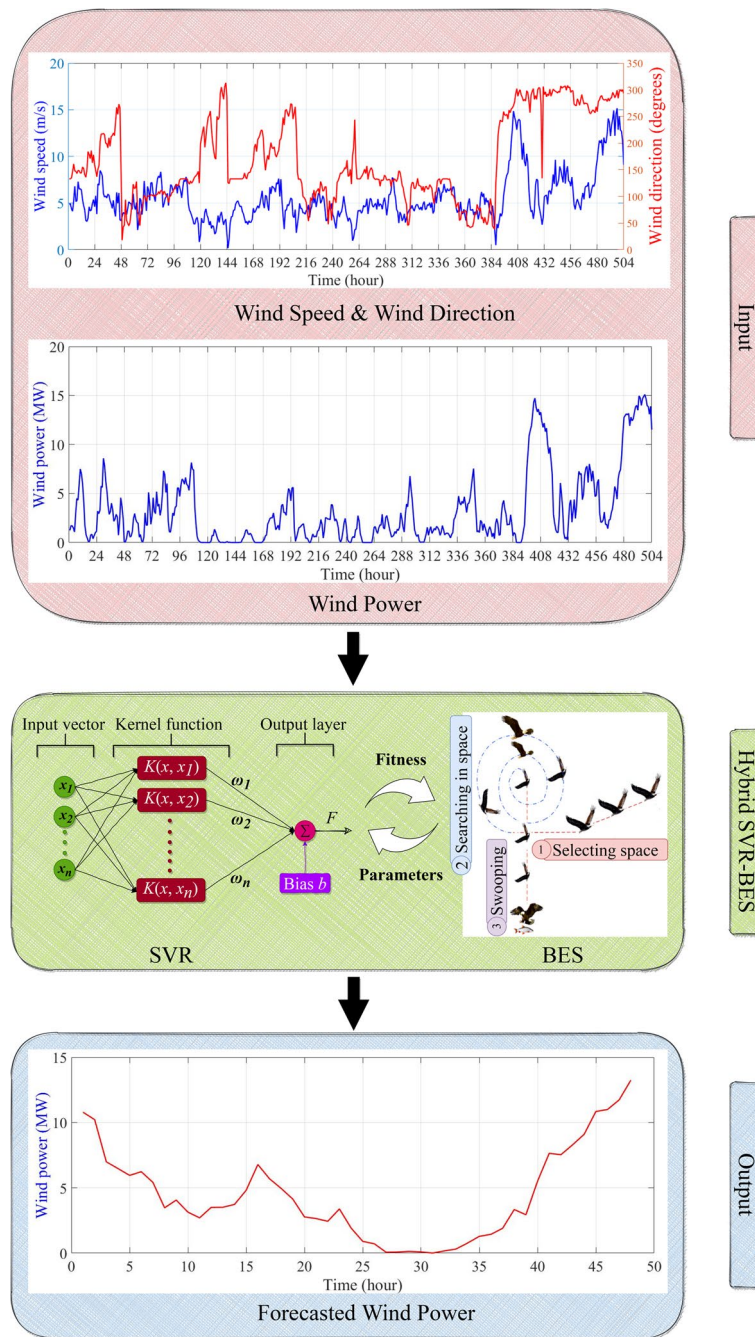 Wind speed (m/s)
20
15
10
5
0
350
300
250
200
150
100
50
0
Wind direction (degrees)
0 24 48 72 96 120 144 168 192 216 240 264 288 312 336 360 384 408 432 456 480 504
Time (hour)
Wind Speed & Wind Direction
Input
Wind power (MW)
20
15
10
5
0
0 24 48 72 96 120 144 168 192 216 240 264 288 312 336 360 384 408 432 456 480 504
Time (hour)
Wind Power
Input vector
Kernel function
Output layer
x1
x2
xn
K(x, x1)
K(x, x2)
K(x, xn)
ω1
ω2
ωn
Σ
F
Bias b
SVR
Fitness
Parameters
2 Searching in space
1 Selecting space
3 Swooping
BES
Hybrid SVR-BES
Wind power (MW)
15
10
5
0
0 5 10 15 20 25 30 35 40 45 50
Time (hour)
Forecasted Wind Power
Output